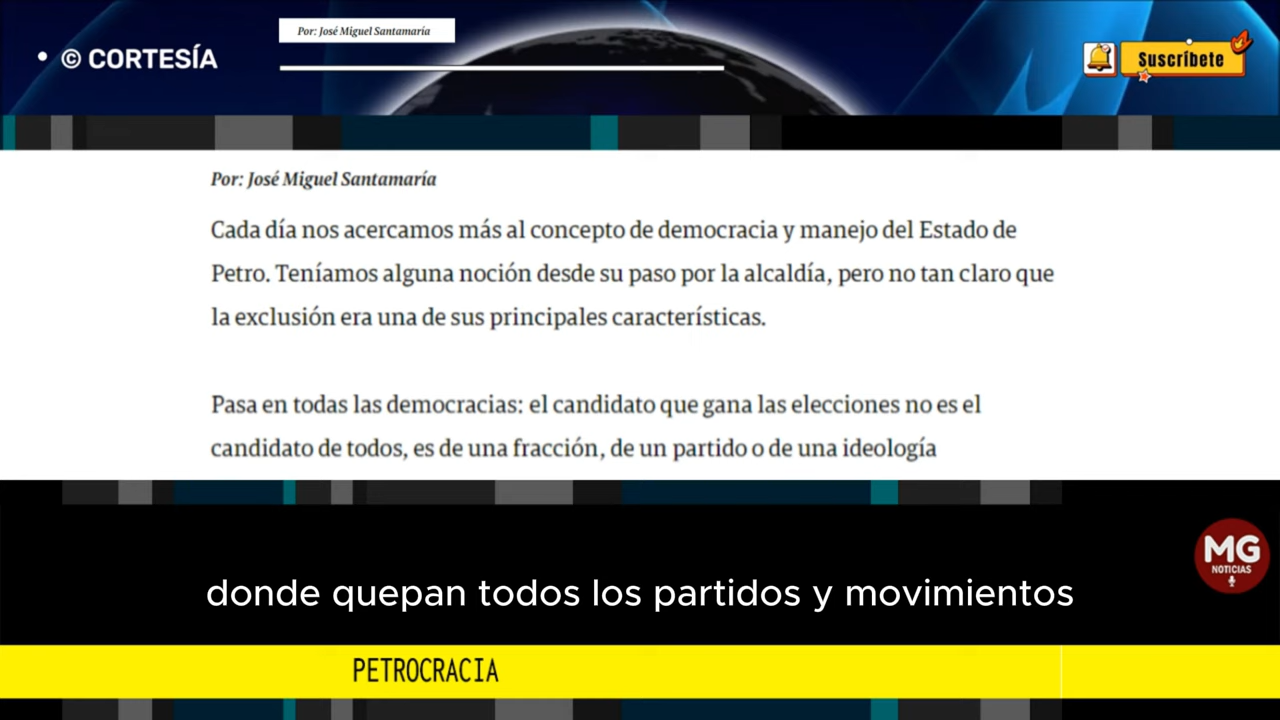 Por: José Miguel Santamaría
• © CORTESÍA
Suscríbete
Por: José Miguel Santamaría
Cada día nos acercamos más al concepto de democracia y manejo del Estado de
Petro. Teníamos alguna noción desde su paso por la alcaldía, pero no tan claro que
la exclusión era una de sus principales características.
Pasa en todas las democracias: el candidato que gana las elecciones no es el
candidato de todos, es de una fracción, de un partido o de una ideología
MG
NOTICIAS
donde quepan todos los partidos y movimientos
PETROCRACIA